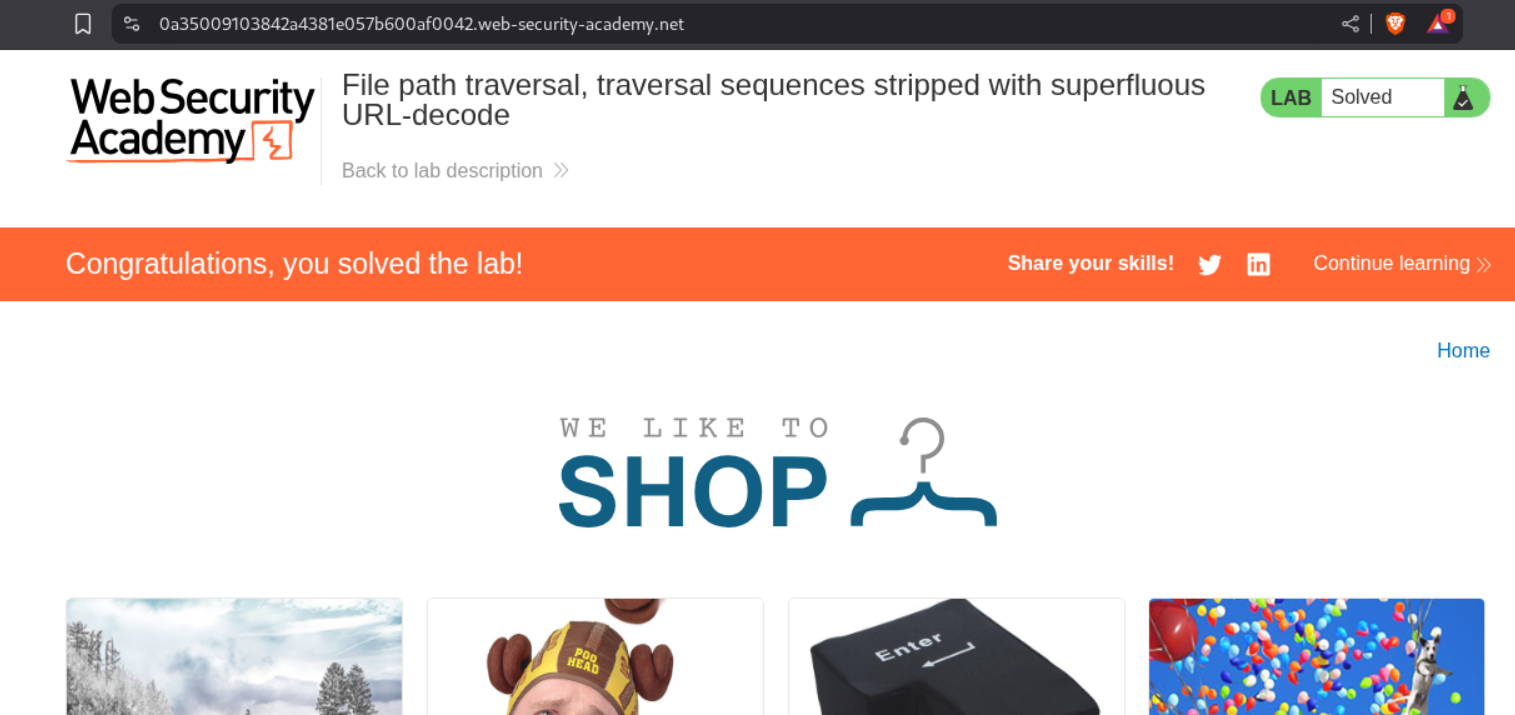 0a35009103842a4381e057b600af0042.web-security-academy.net
1
Web Security
Academy
File path traversal, traversal sequences stripped with superfluous
URL-decode
LAB Solved
Back to lab description
Congratulations, you solved the lab!
Share your skills!
Continue learning
Home
WE LIKE TO
SHOP
POO
HEAD
Enter